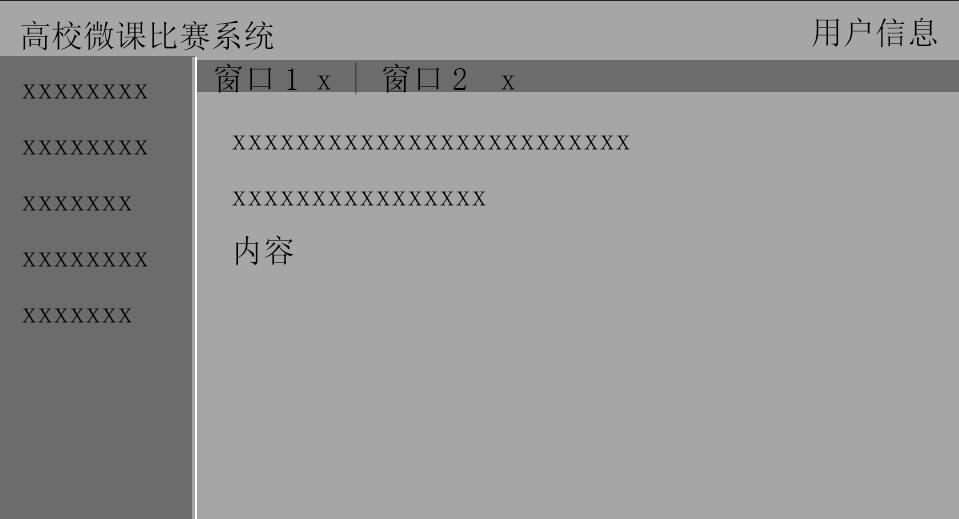 高校微课比赛系统
用户信息
窗口1 x | 窗口2 x
xxxxxxxx
xxxxxxxx
xxxxxxx
xxxxxxxx
xxxxxxx
xxxxxxxxxxxxxxxxxxxxxxxxx
xxxxxxxxxxxxxxxx
内容